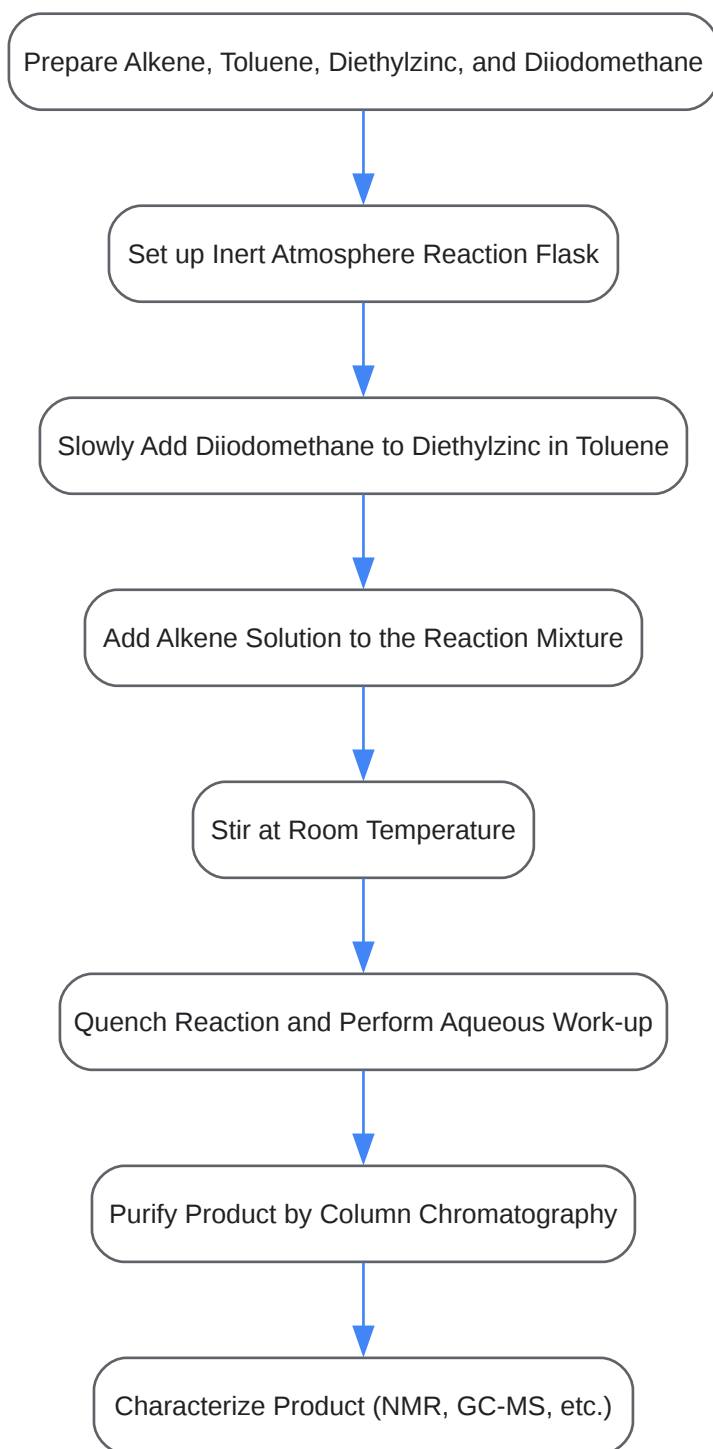 Prepare Alkene, Toluene, Diethylzinc, and Diiodomethane
Set up Inert Atmosphere Reaction Flask
Slowly Add Diiodomethane to Diethylzinc in Toluene
Add Alkene Solution to the Reaction Mixture
Stir at Room Temperature
Quench Reaction and Perform Aqueous Work-up
Purify Product by Column Chromatography
Characterize Product (NMR, GC-MS, etc.)